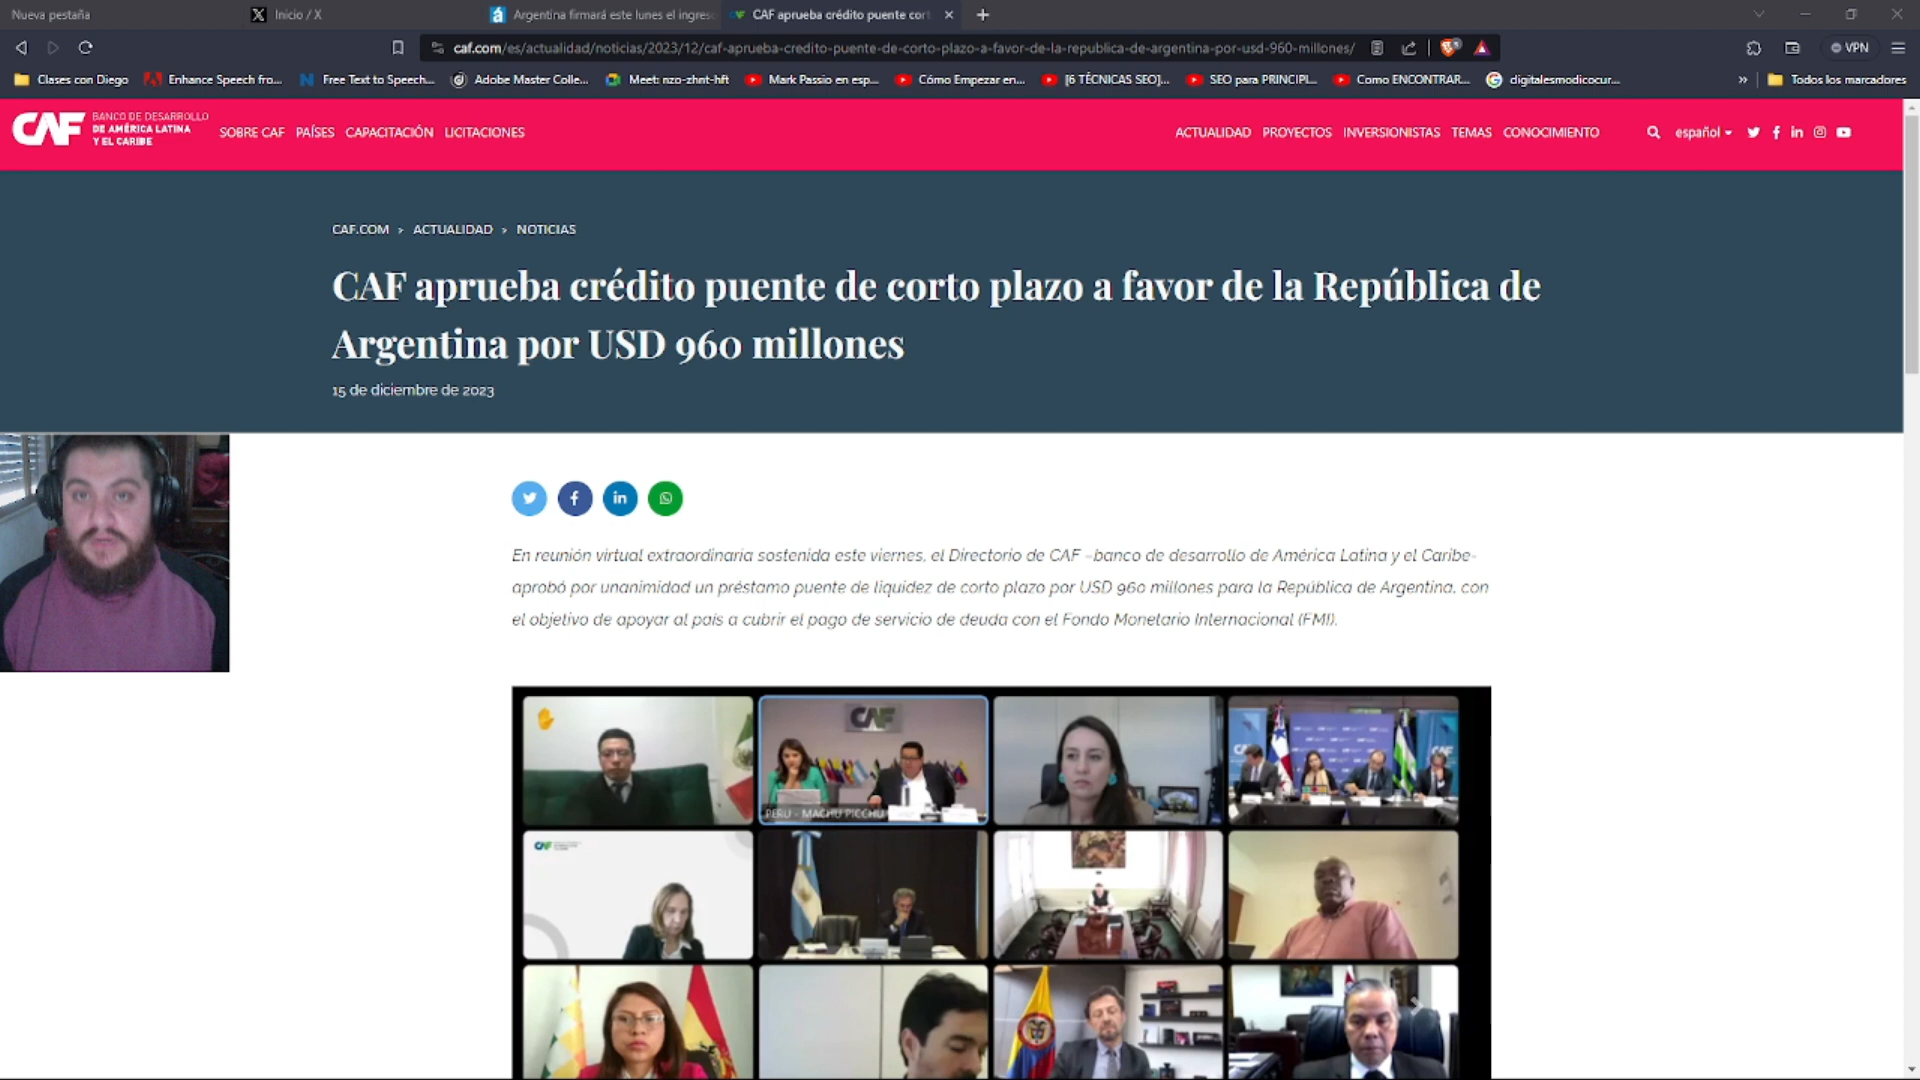 Nueva pestaña
Inicio / X
Argentina firmará este lunes el ingres
CAF aprueba crédito puente cort
caf.com/es/actualidad/noticias/2023/12/caf-aprueba-credito-puente-de-corto-plazo-a-favor-de-la-republica-de-argentina-por-usd-960-millones/
VPN
Clases con Diego
Enhance Speech fro...
Free Text to Speech...
Adobe Master Colle...
Meet: nzo-zhnt-hft
Mark Passio en esp...
Cómo Empezar en...
[6 TÉCNICAS SEO]...
SEO para PRINCIPI...
Como ENCONTRAR...
digitalesmodicocur...
»
Todos los marcadores
CAF
BANCO DE DESARROLLO
DE AMÉRICA LATINA
Y EL CARIBE
SOBRE CAF PAÍSES CAPACITACIÓN LICITACIONES
ACTUALIDAD PROYECTOS INVERSIONISTAS TEMAS CONOCIMIENTO
español
CAF.COM > ACTUALIDAD > NOTICIAS
CAF aprueba crédito puente de corto plazo a favor de la República de
Argentina por USD 960 millones
15 de diciembre de 2023
En reunión virtual extraordinaria sostenida este viernes, el Directorio de CAF –banco de desarrollo de América Latina y el Caribe-
aprobó por unanimidad un préstamo puente de liquidez de corto plazo por USD 960 millones para la República de Argentina, con
el objetivo de apoyar al país a cubrir el pago de servicio de deuda con el Fondo Monetario Internacional (FMI).
CAF
PERU - MACHU PICCHU
CAF